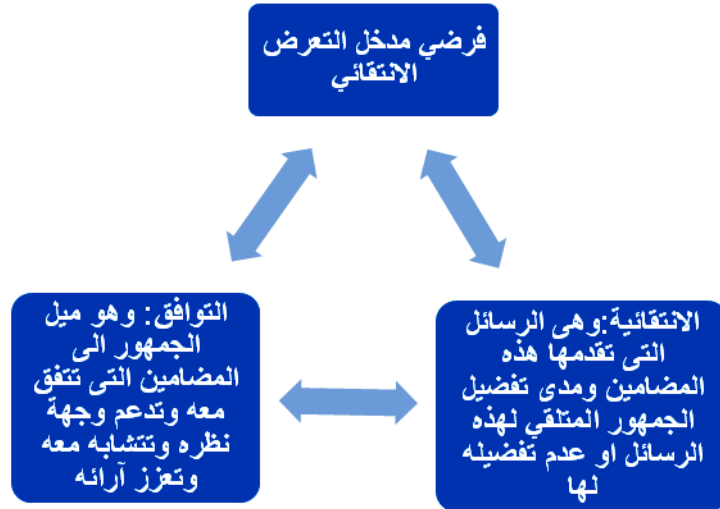 فرضي مدخل التعرض
الانتقائي
الانتقائية:وهى الرسائل
التى تقدمها هذه
المضامين ومدى تفضيل
الجمهور المتلقي لهذه
الرسائل او عدم تفضيله
لها
التوافق: وهو ميل
الجمهور الى
المضامين التى تتفق
معه وتدعم وجهة
نظره وتتشابه معه
وتعزز آرائه